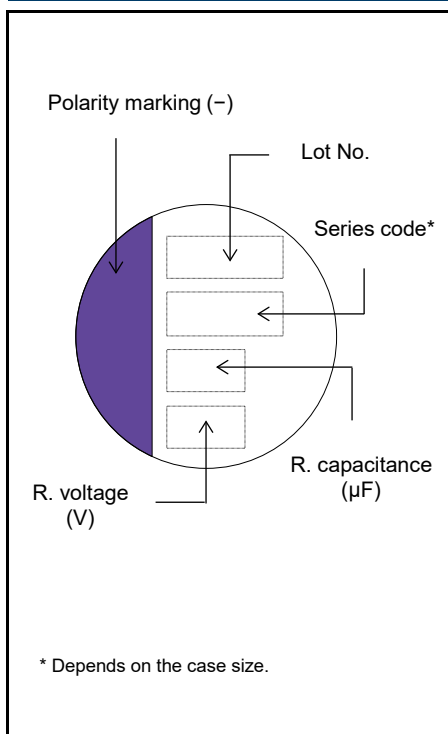 Polarity marking (−)
Lot No.
Series code*
R. capacitance
(µF)
R. voltage
(V)
* Depends on the case size.